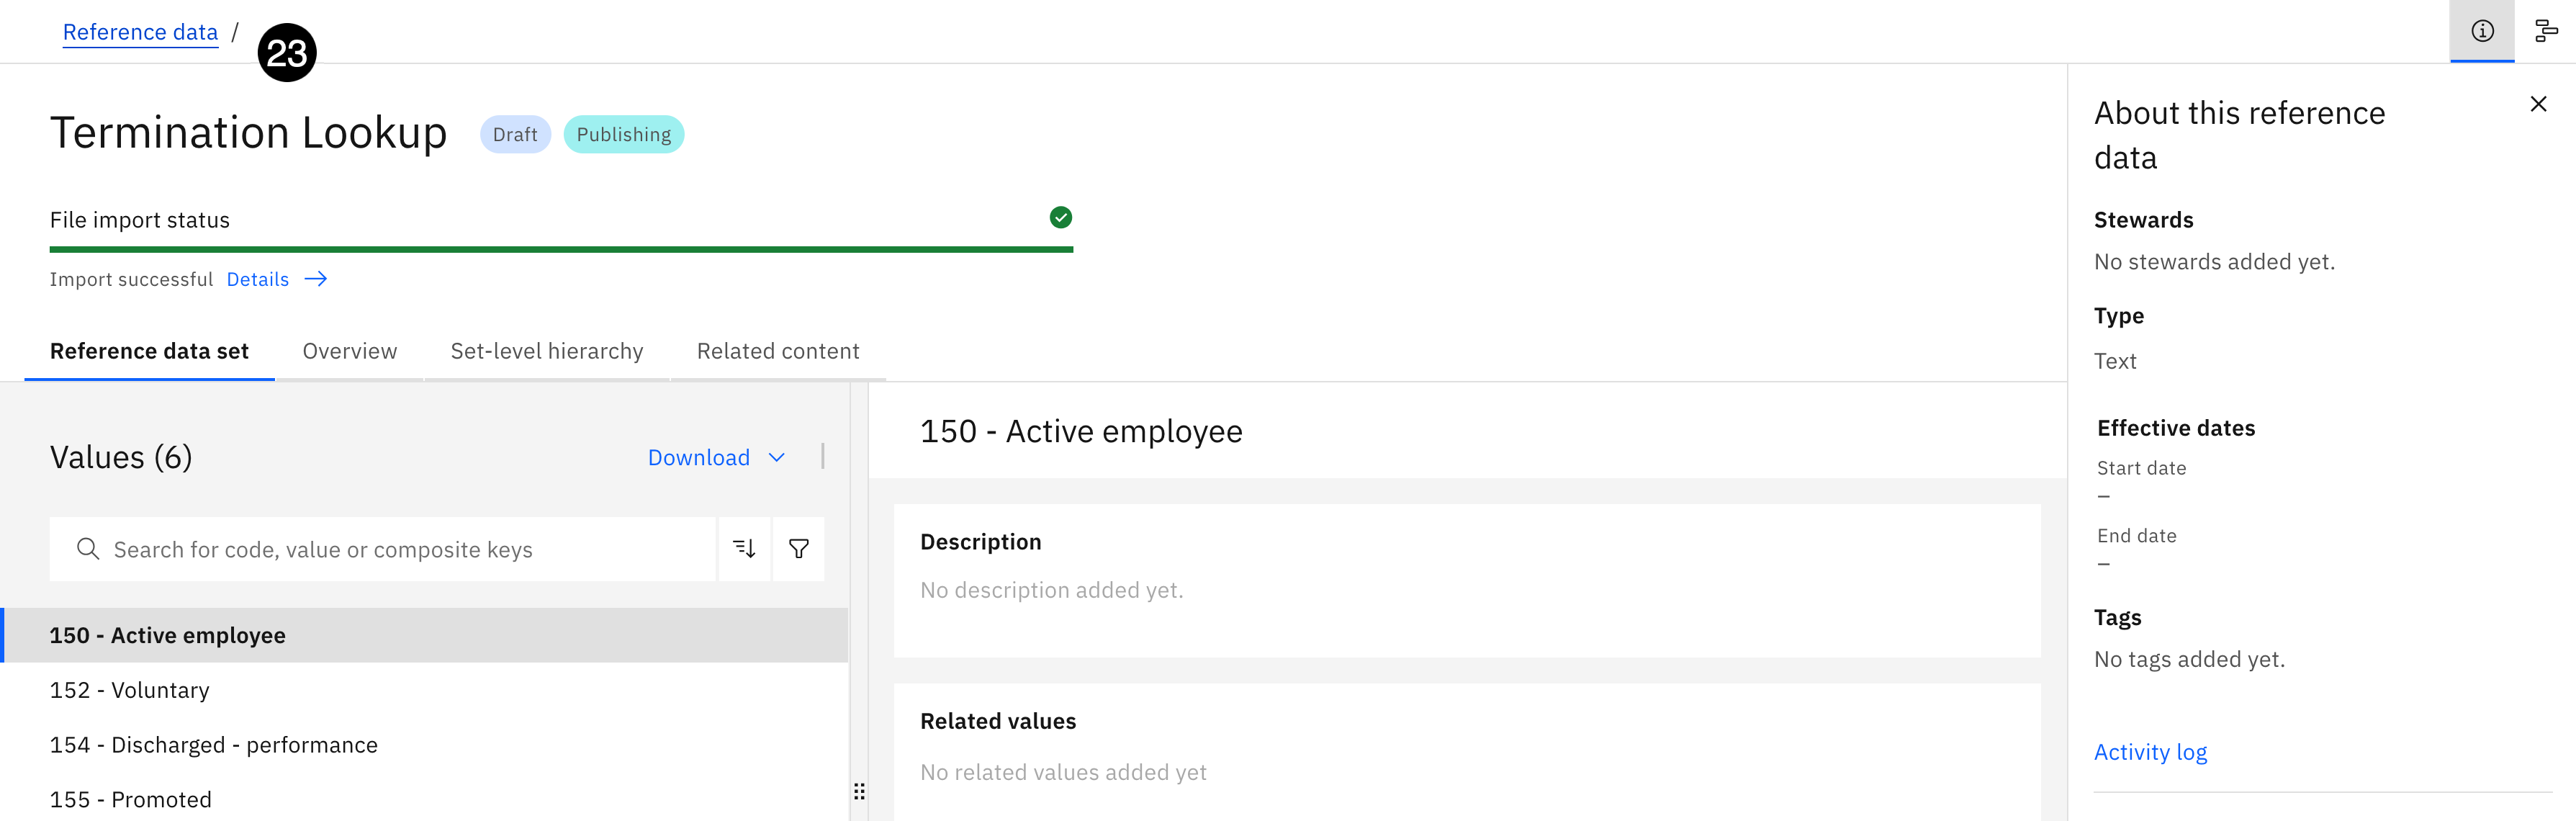 Reference data /
23
Termination Lookup
Draft
Publishing
File import status
Import successful Details
Reference data set
Overview
Set-level hierarchy
Related content
Values (6)
Download
Search for code, value or composite keys
150 - Active employee
152 - Voluntary
154 - Discharged - performance
155 - Promoted
150 - Active employee
Description
No description added yet.
Related values
No related values added yet
About this reference
data
Stewards
No stewards added yet.
Type
Text
Effective dates
Start date
–
End date
–
Tags
No tags added yet.
Activity log